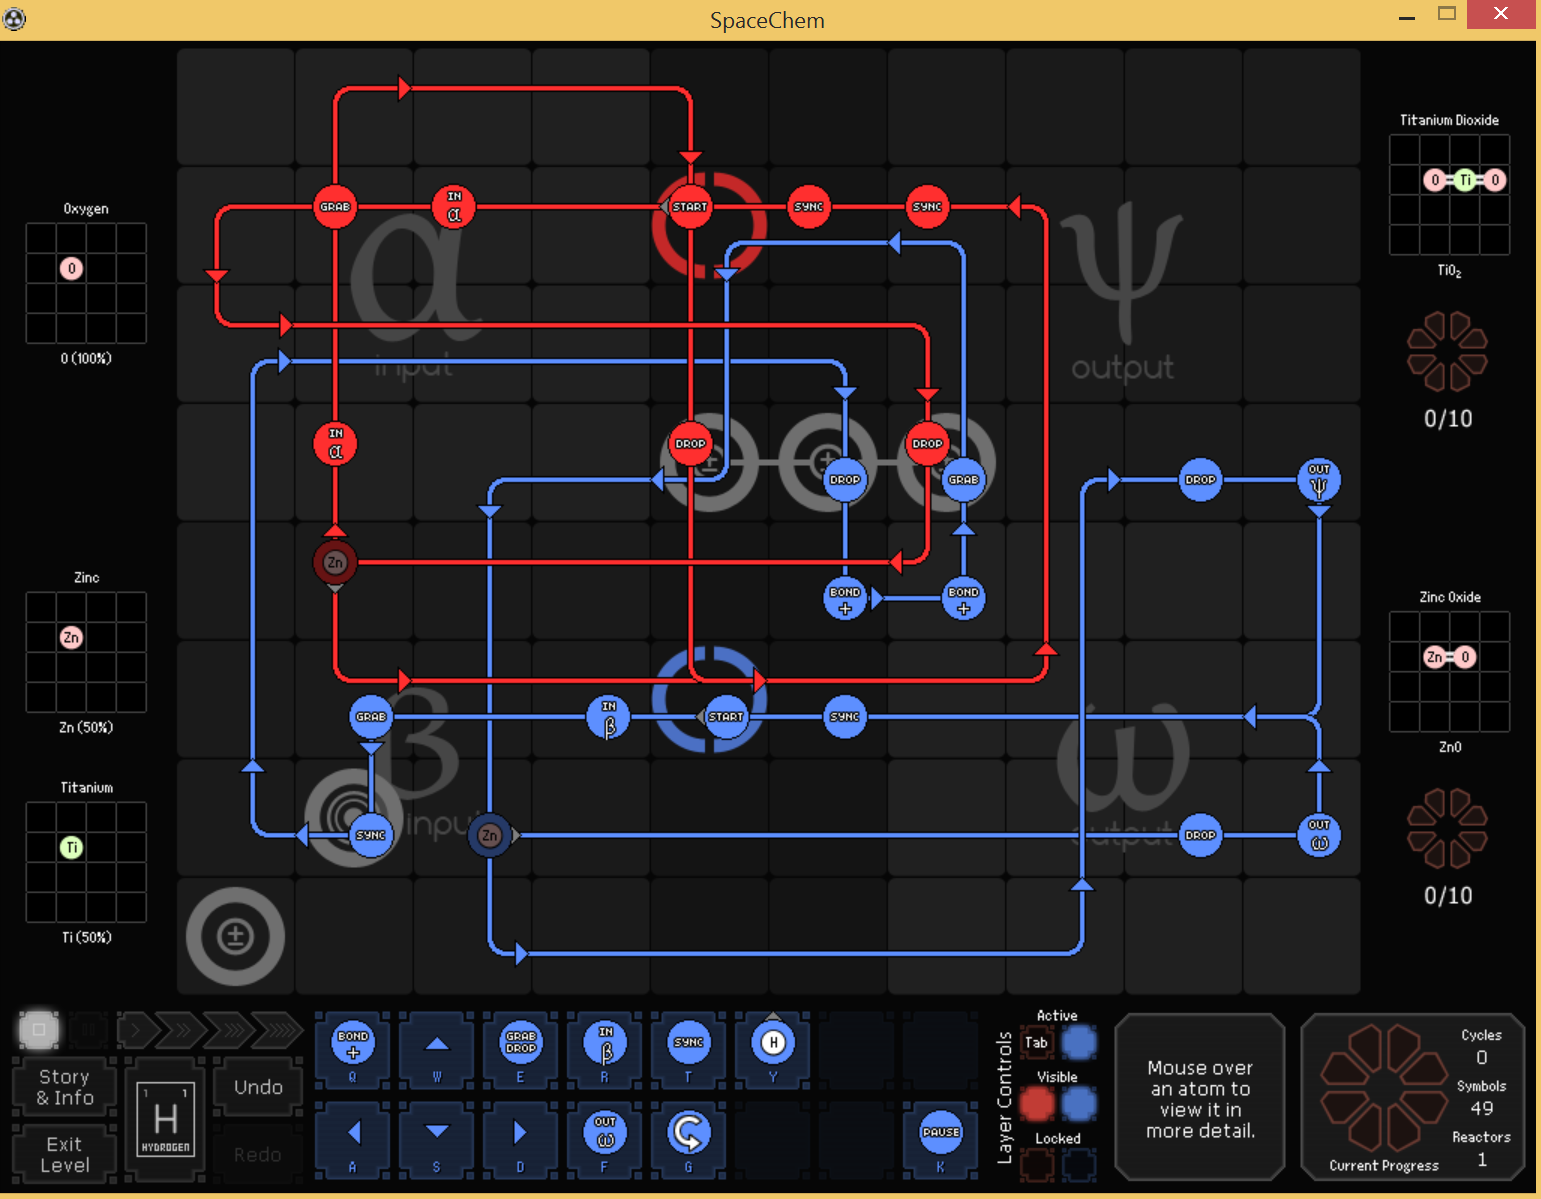 SpaceChem
Oxygen
O
O (100%)
Zinc
Zn
Zn (50%)
Titanium
Ti
Ti (50%)
GRAB
IN
α
START
SYNC
SYNC
α
input
ψ
output
IN
α
DROP
DROP
DROP
GRAB
DROP
OUT
ψ
Zn
BOND
+
BOND
+
GRAB
IN
β
START
SYNC
β
input
SYNC
Zn
ω
output
DROP
OUT
ω
±
±
±
Titanium Dioxide
O=Ti=O
TiO₂
0/10
Zinc Oxide
Zn=O
ZnO
0/10
Story
& Info
Exit
Level
1 1
H
HYDROGEN
Undo
Redo
BOND
+
Q
W
GRAB
DROP
E
IN
β
R
SYNC
T
H
Y
A
S
D
OUT
ω
F
G
PAUSE
K
Layer Controls
Active
Tab
Visible
Locked
Mouse over
an atom to
view it in
more detail.
Cycles
0
Symbols
49
Reactors
1
Current Progress